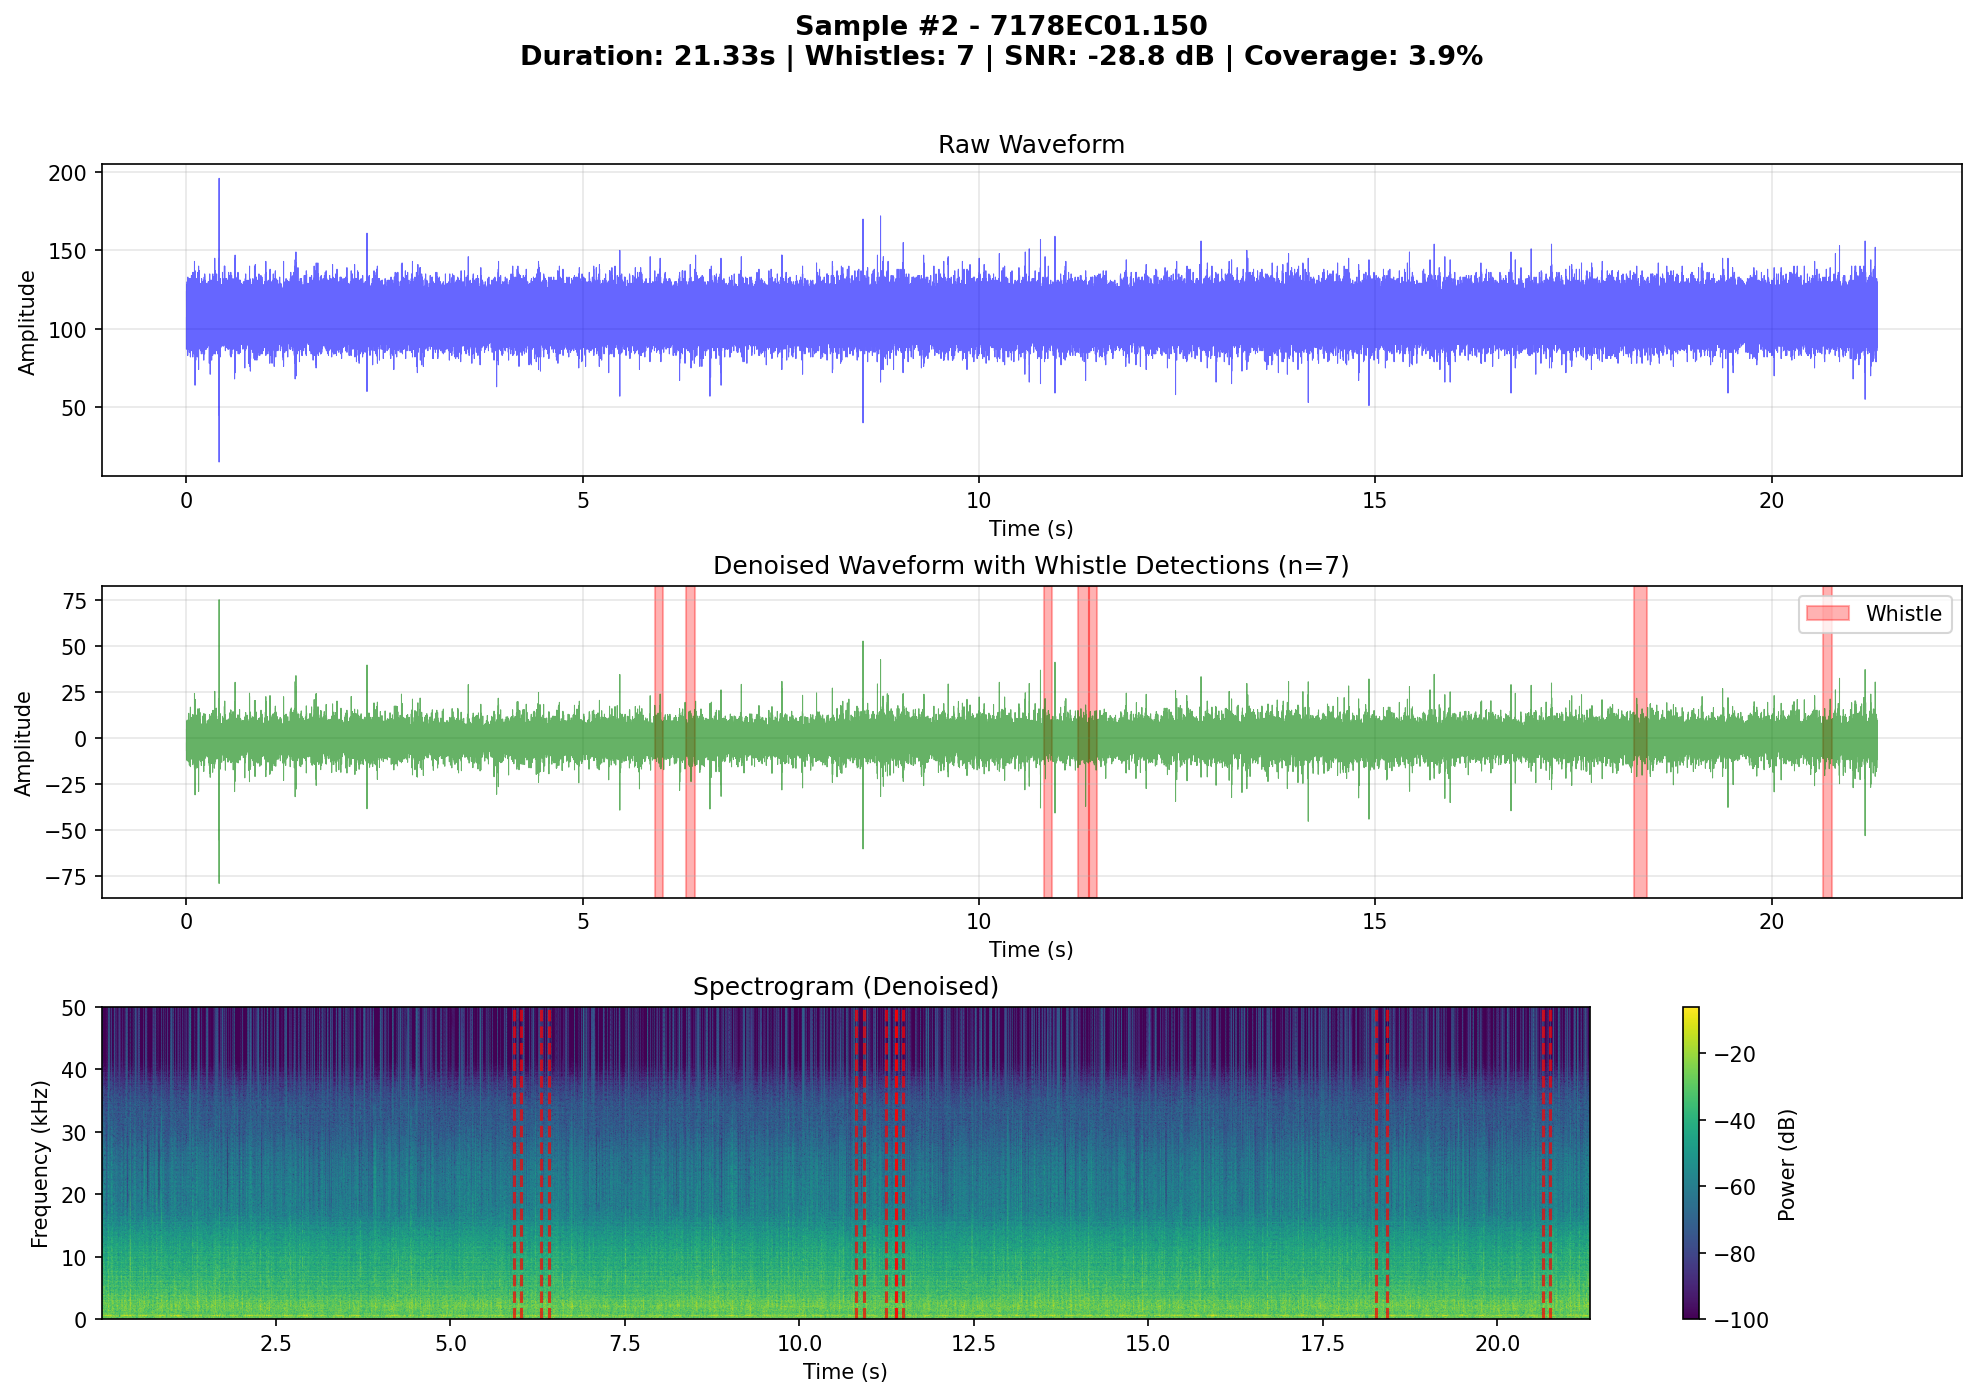 Sample #2 - 7178EC01.150
Duration: 21.33s | Whistles: 7 | SNR: -28.8 dB | Coverage: 3.9%
Raw Waveform
200
150
100
50
Amplitude
0 5 10 15 20
Time (s)
Denoised Waveform with Whistle Detections (n=7)
75
50
25
0
−25
−50
−75
Amplitude
Whistle
0 5 10 15 20
Time (s)
Spectrogram (Denoised)
50
40
30
20
10
0
Frequency (kHz)
2.5 5.0 7.5 10.0 12.5 15.0 17.5 20.0
Time (s)
−20
−40
−60
−80
−100
Power (dB)